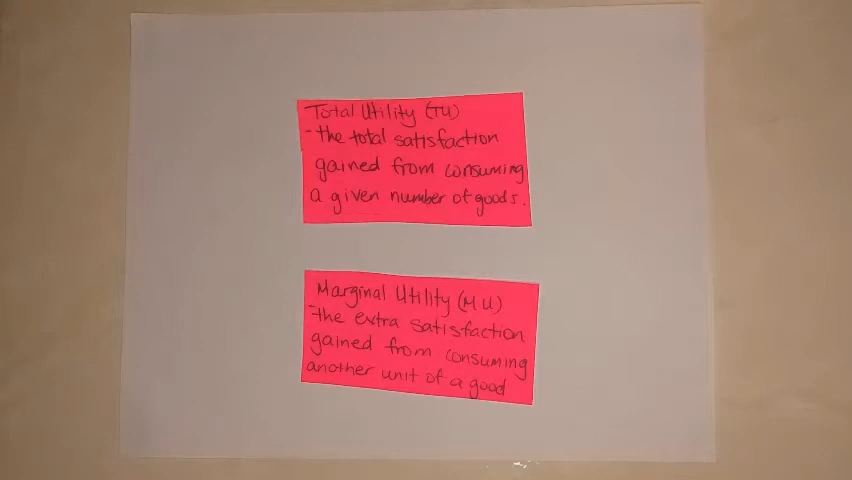 Total Utility (TU)
- the total satisfaction
gained from consuming
a given number of goods.
Marginal Utility (MU)
- the extra satisfaction
gained from consuming
another unit of a good